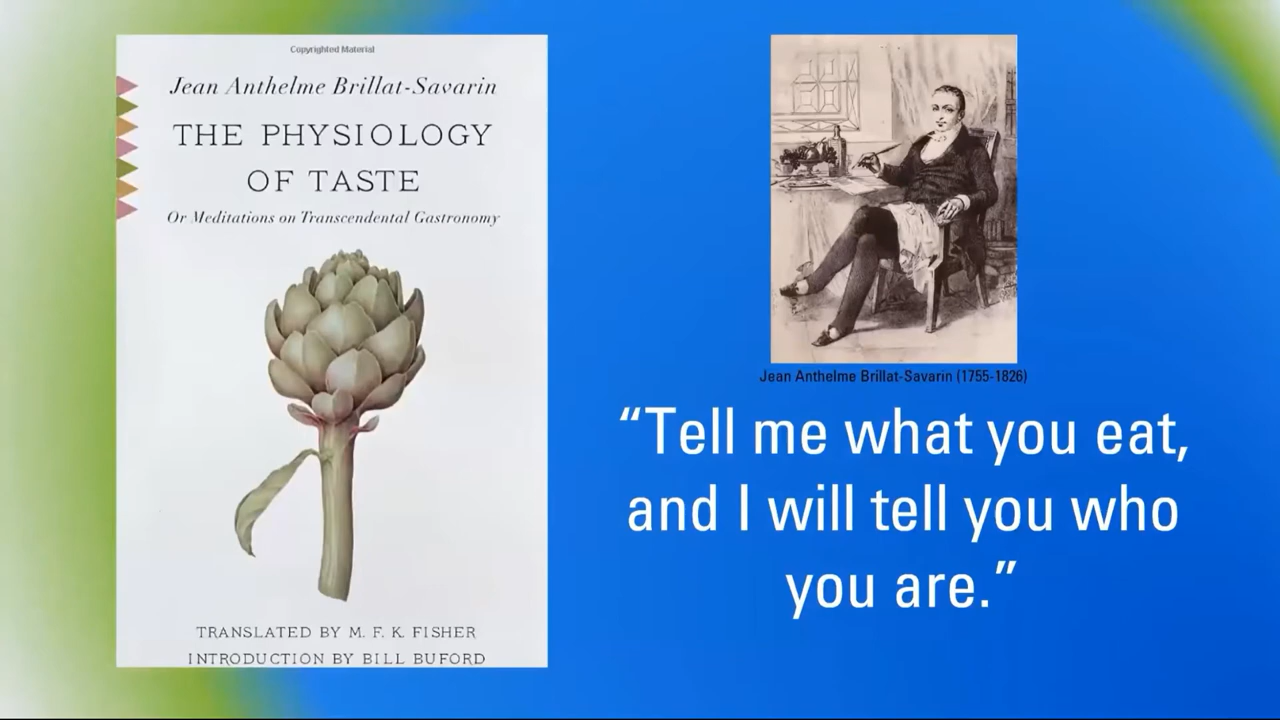 Copyrighted Material
Jean Anthelme Brillat-Savarin
THE PHYSIOLOGY
OF TASTE
Or Meditations on Transcendental Gastronomy
TRANSLATED BY M. F. K. FISHER
INTRODUCTION BY BILL BUFORD
Jean Anthelme Brillat-Savarin (1755-1826)
“Tell me what you eat,
and I will tell you who
you are.”